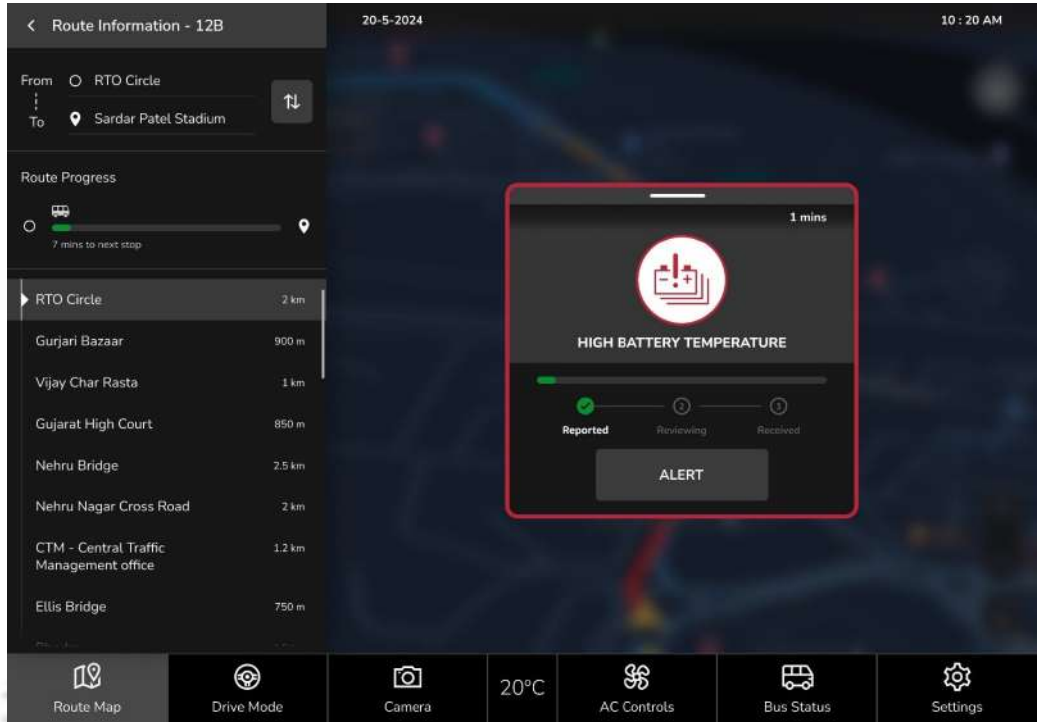 Route Information - 12B
20-5-2024
10 : 20 AM
From
RTO Circle
To
Sardar Patel Stadium
Route Progress
7 mins to next stop
RTO Circle 2 km
Gurjari Bazaar 900 m
Vijay Char Rasta 1 km
Gujarat High Court 850 m
Nehru Bridge 2.5 km
Nehru Nagar Cross Road 2 km
CTM - Central Traffic 1.2 km
Management office
Ellis Bridge 750 m
1 mins
HIGH BATTERY TEMPERATURE
2
3
Reported Reviewing Received
ALERT
Route Map
Drive Mode
Camera
20°C
AC Controls
Bus Status
Settings